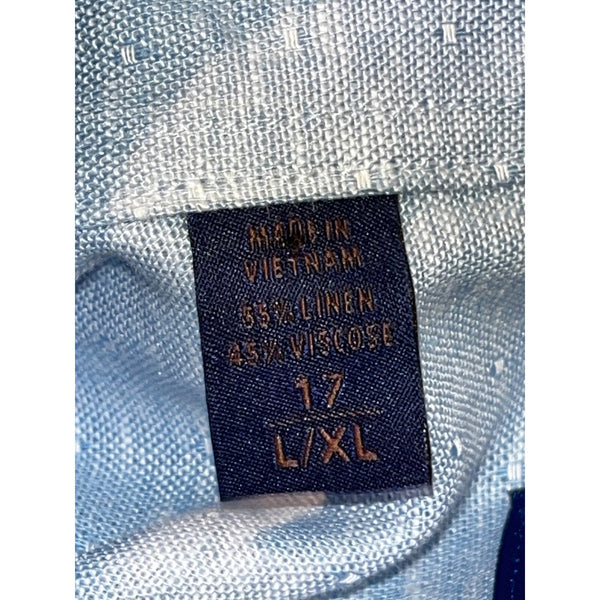 MADE IN
VIETNAM
55% LINEN
45% VISCOSE
17
L/XL